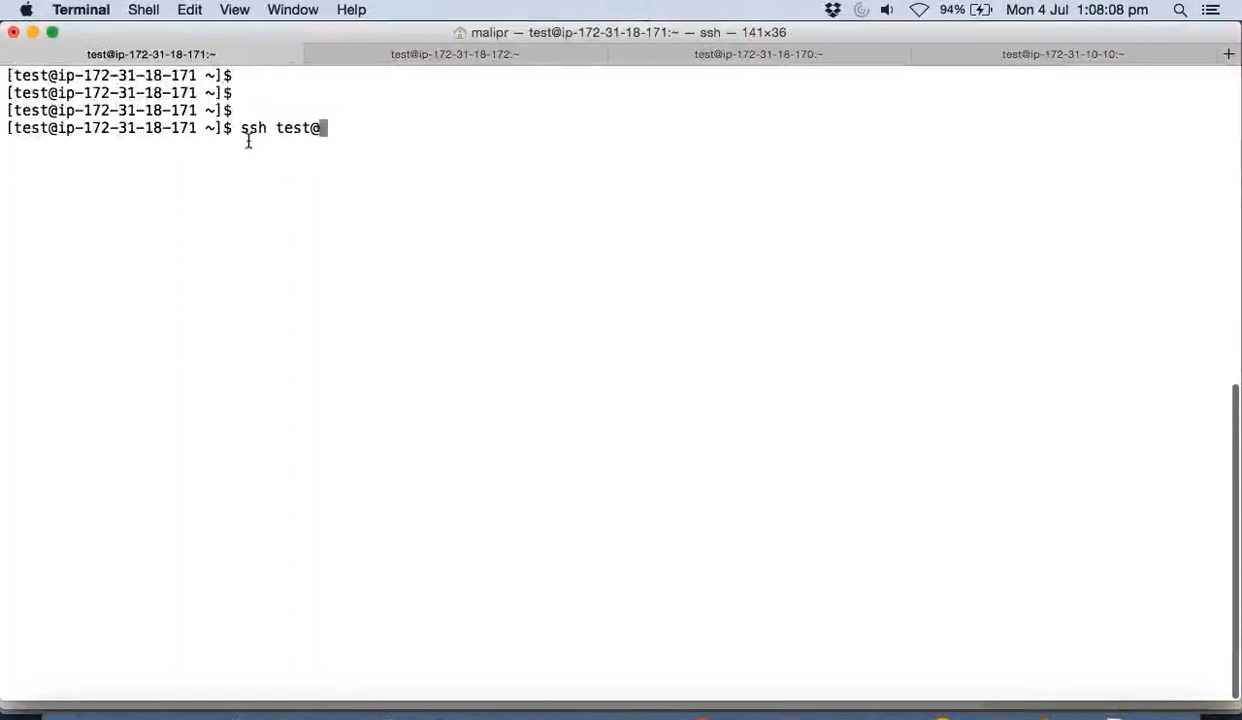 Terminal Shell Edit View Window Help 94% Mon 4 Jul 1:08:08 pm
malipr — test@ip-172-31-18-171:~ — ssh — 141×36
test@ip-172-31-18-171:~ test@ip-172-31-18-172:~ test@ip-172-31-18-170:~ test@ip-172-31-10-10:~ +
[test@ip-172-31-18-171 ~]$
[test@ip-172-31-18-171 ~]$
[test@ip-172-31-18-171 ~]$
[test@ip-172-31-18-171 ~]$ ssh test@